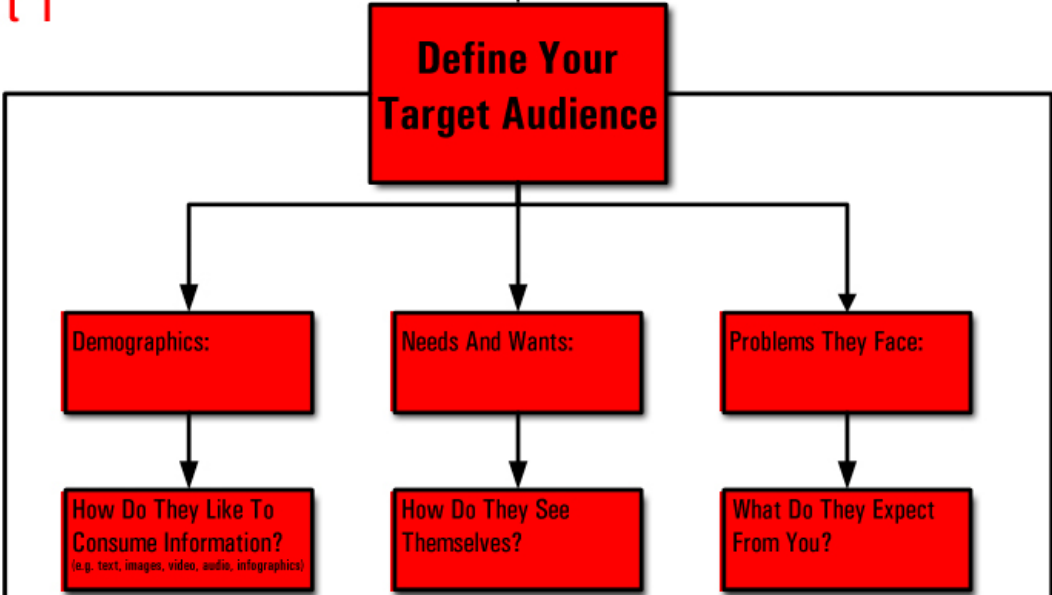 Define Your
Target Audience
Demographics:
Needs And Wants:
Problems They Face:
How Do They Like To
Consume Information?
(e.g. text, images, video, audio, infographics)
How Do They See
Themselves?
What Do They Expect
From You?